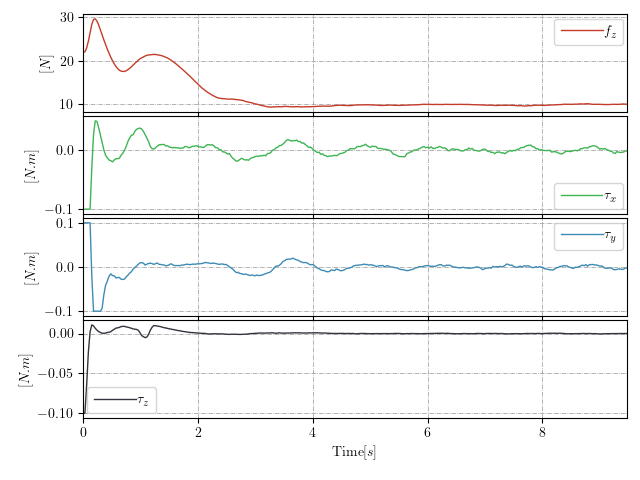 30
20
10
[N]
f_z
0.0
−0.1
[N.m]
τ_x
0.1
0.0
−0.1
[N.m]
τ_y
0.00
−0.05
−0.10
[N.m]
τ_z
0 2 4 6 8
Time[s]